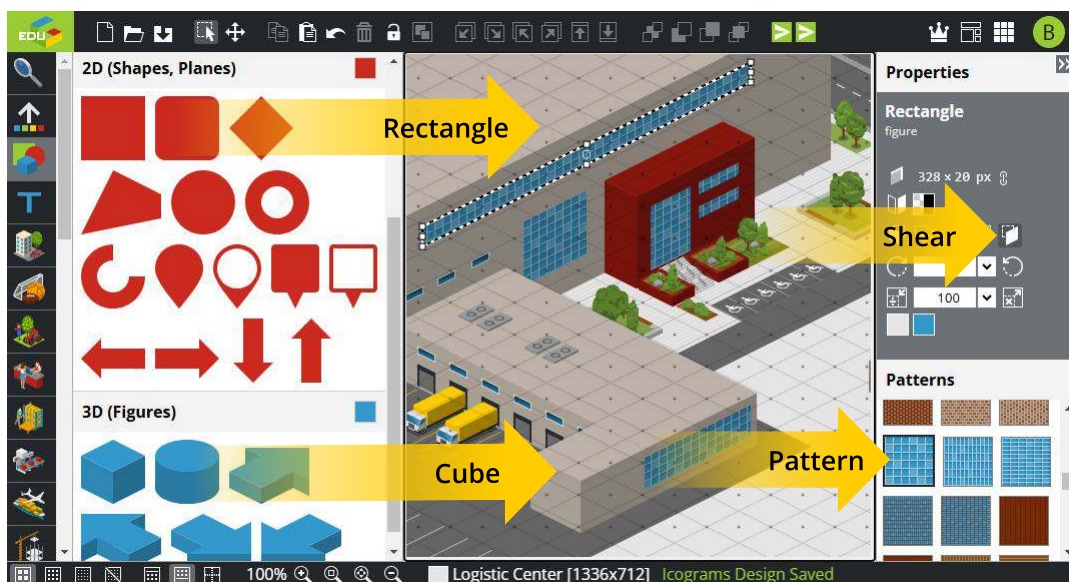 EDU
B
2D (Shapes, Planes)
Properties
Rectangle
Rectangle
figure
328 x 20 px
Shear
100
3D (Figures)
Patterns
Cube
Pattern
100%
Logistic Center [1336x712] Icograms Design Saved